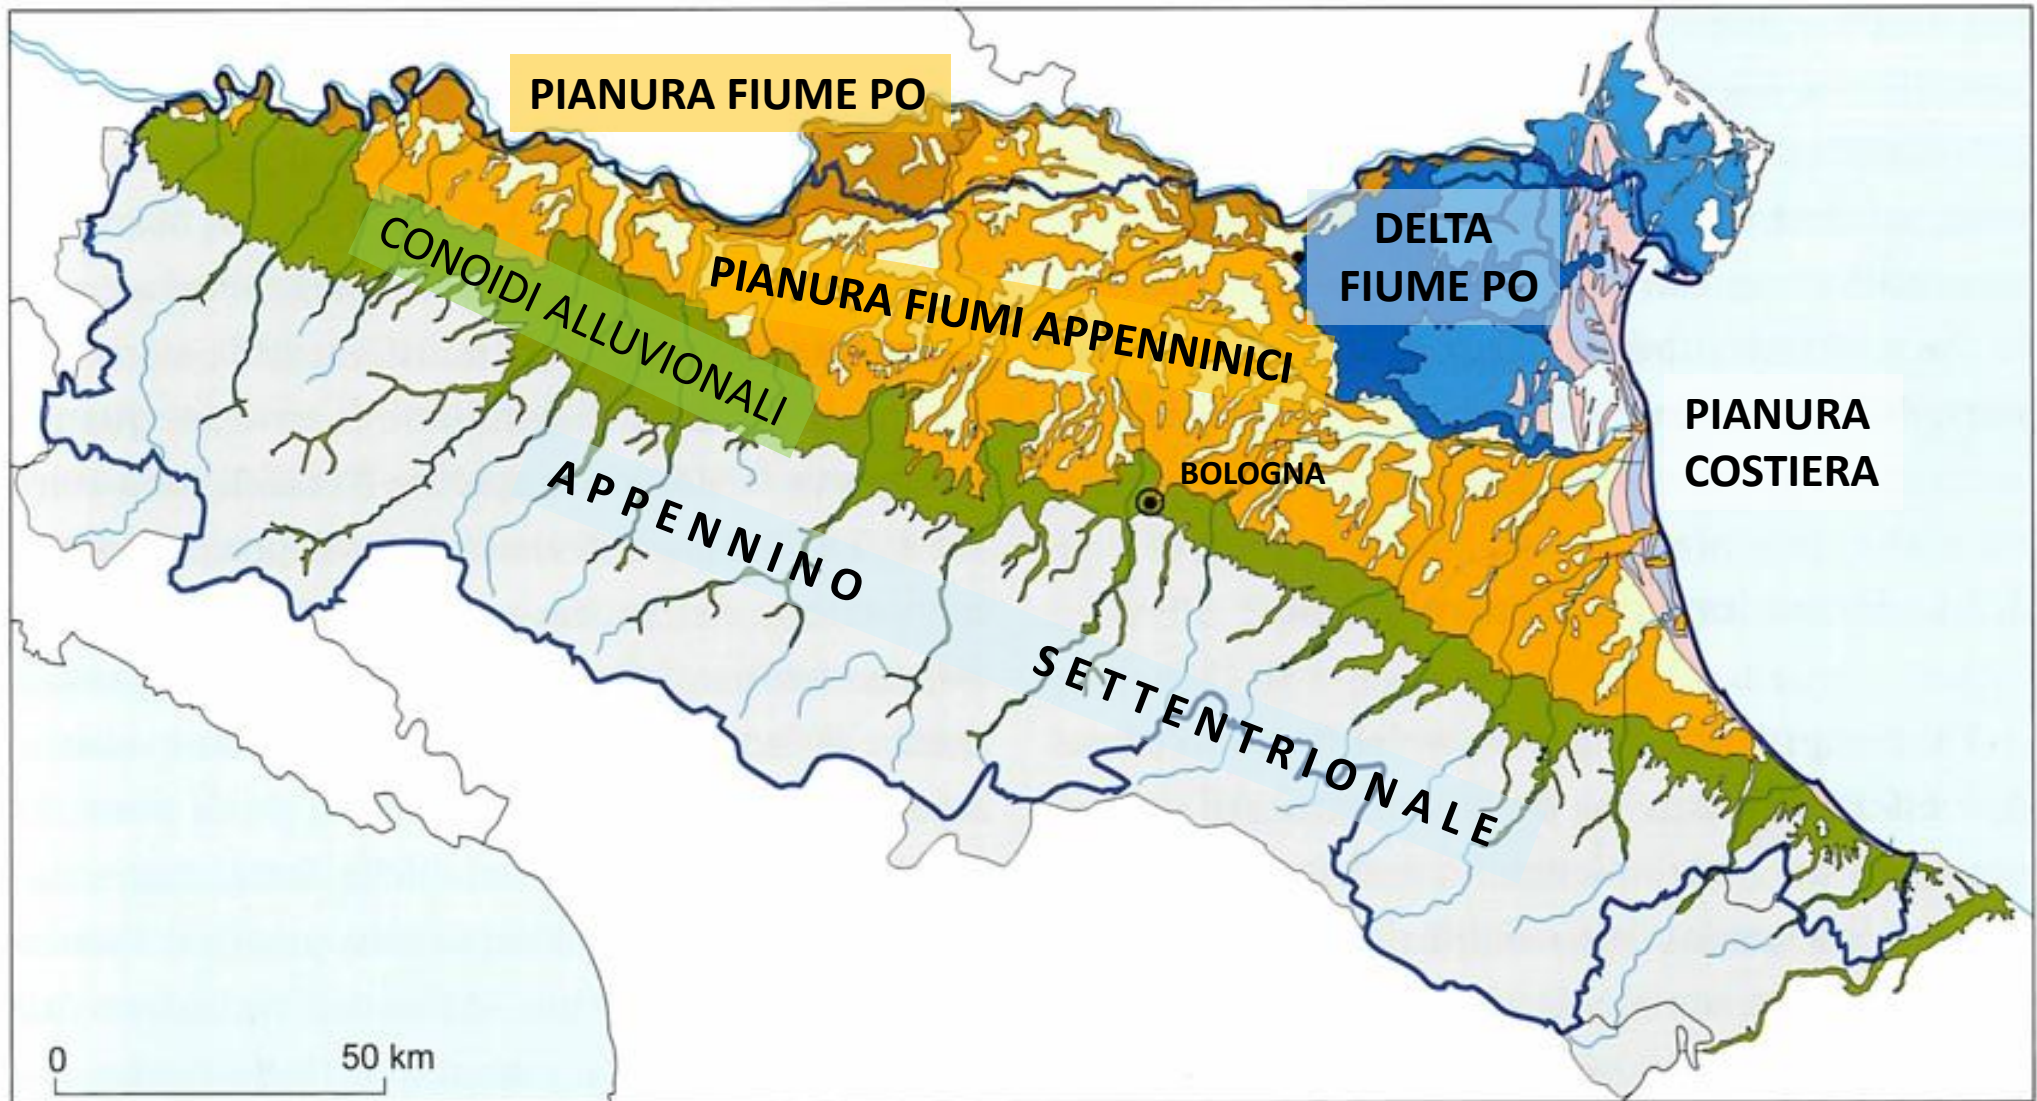 PIANURA FIUME PO
DELTA
FIUME PO
CONOIDI ALLUVIONALI
PIANURA FIUMI APPENNINICI
PIANURA
COSTIERA
BOLOGNA
APPENNINO
SETTENTRIONALE
0 50 km